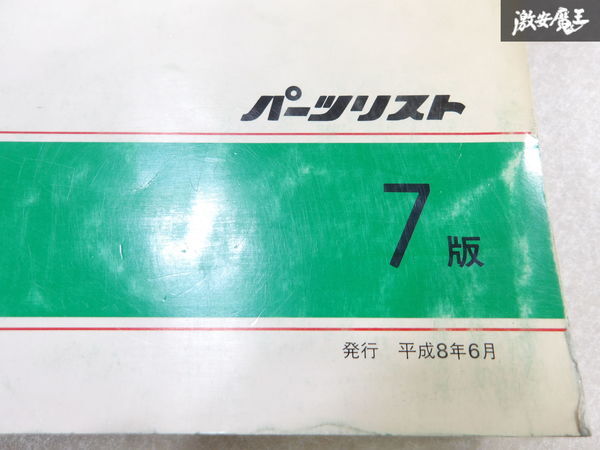 激安魔王
パーツリスト
7版
発行 平成8年6月